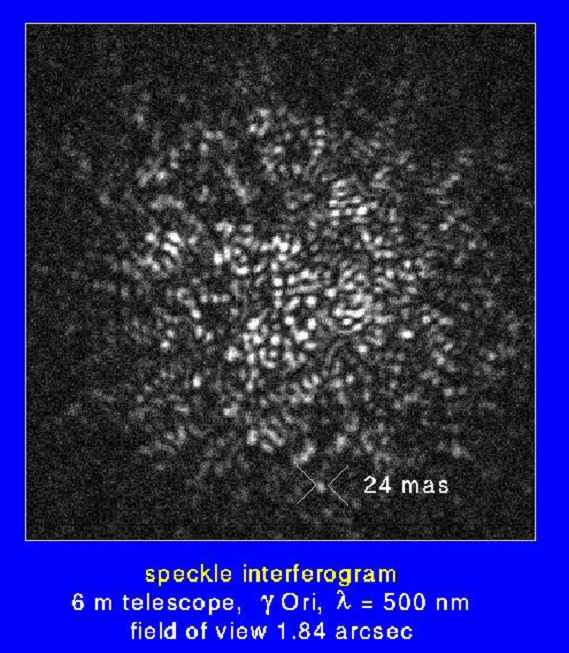 24 mas
speckle interferogram
6 m telescope, γ Ori, λ = 500 nm
field of view 1.84 arcsec